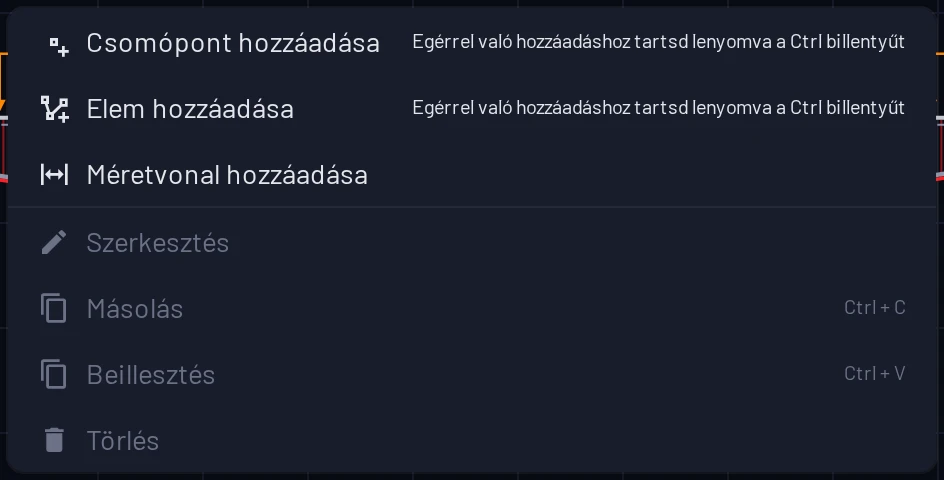 Csomópont hozzáadása Egérrel való hozzáadáshoz tartsd lenyomva a Ctrl billentyűt
Elem hozzáadása Egérrel való hozzáadáshoz tartsd lenyomva a Ctrl billentyűt
Méretvonal hozzáadása
Szerkesztés
Másolás Ctrl + C
Beillesztés Ctrl + V
Törlés